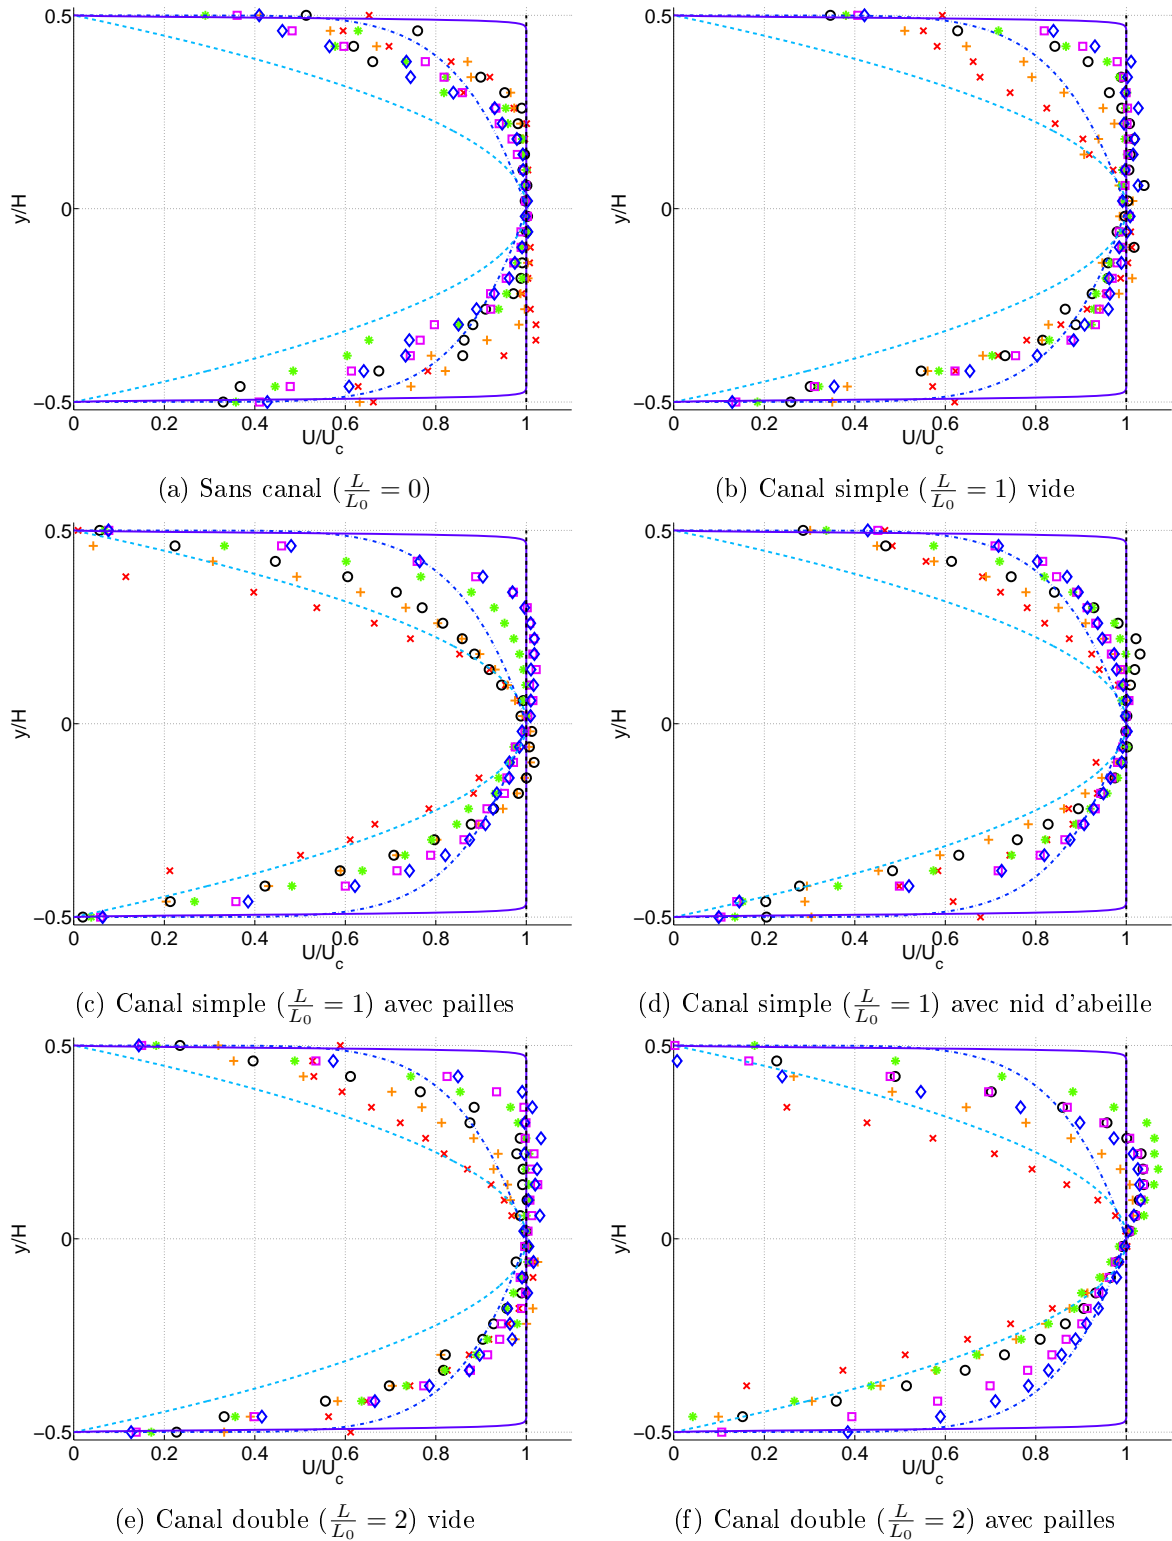 0.5
0
−0.5
y/H
0 0.2 0.4 0.6 0.8 1
U/U_c
(a) Sans canal (L/L₀ = 0)
0.5
0
−0.5
y/H
0 0.2 0.4 0.6 0.8 1
U/U_c
(b) Canal simple (L/L₀ = 1) vide
0.5
0
−0.5
y/H
0 0.2 0.4 0.6 0.8 1
U/U_c
(c) Canal simple (L/L₀ = 1) avec pailles
0.5
0
−0.5
y/H
0 0.2 0.4 0.6 0.8 1
U/U_c
(d) Canal simple (L/L₀ = 1) avec nid d'abeille
0.5
0
−0.5
y/H
0 0.2 0.4 0.6 0.8 1
U/U_c
(e) Canal double (L/L₀ = 2) vide
0.5
0
−0.5
y/H
0 0.2 0.4 0.6 0.8 1
U/U_c
(f) Canal double (L/L₀ = 2) avec pailles